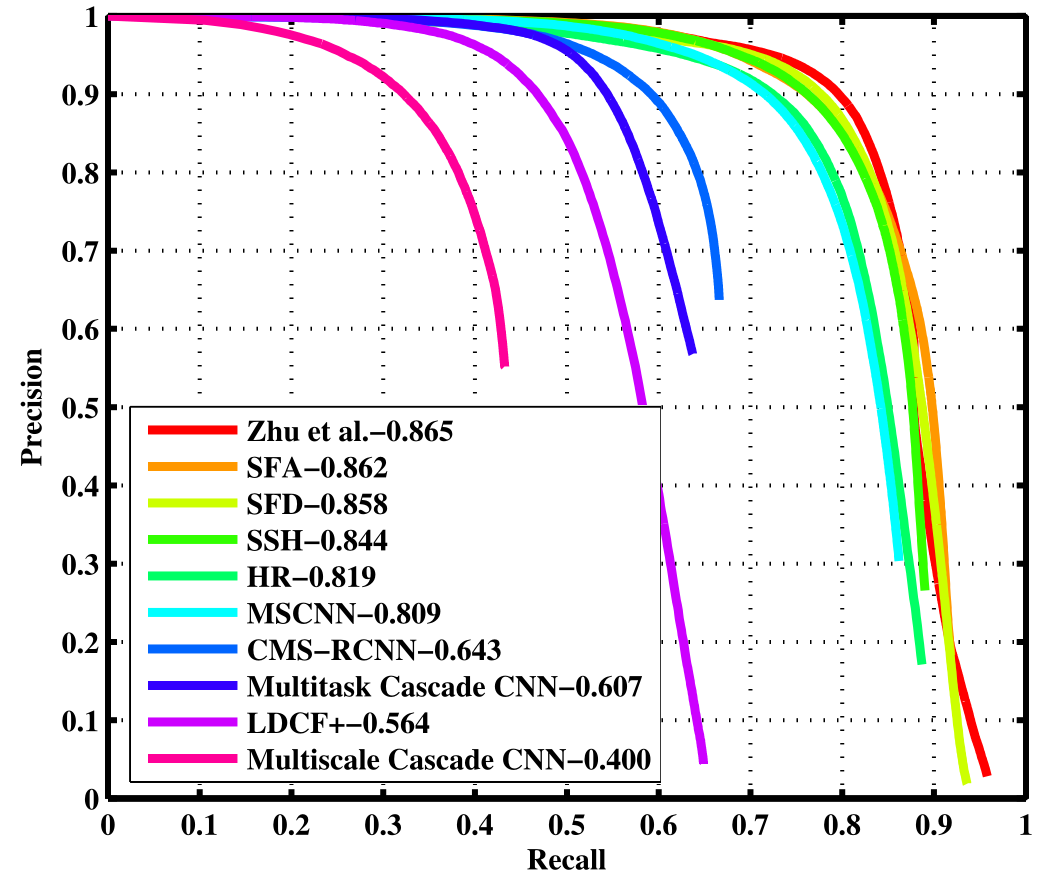 1
0.9
0.8
0.7
0.6
0.5
0.4
0.3
0.2
0.1
0
Precision
Zhu et al.−0.865
SFA−0.862
SFD−0.858
SSH−0.844
HR−0.819
MSCNN−0.809
CMS−RCNN−0.643
Multitask Cascade CNN−0.607
LDCF+−0.564
Multiscale Cascade CNN−0.400
0 0.1 0.2 0.3 0.4 0.5 0.6 0.7 0.8 0.9 1
Recall